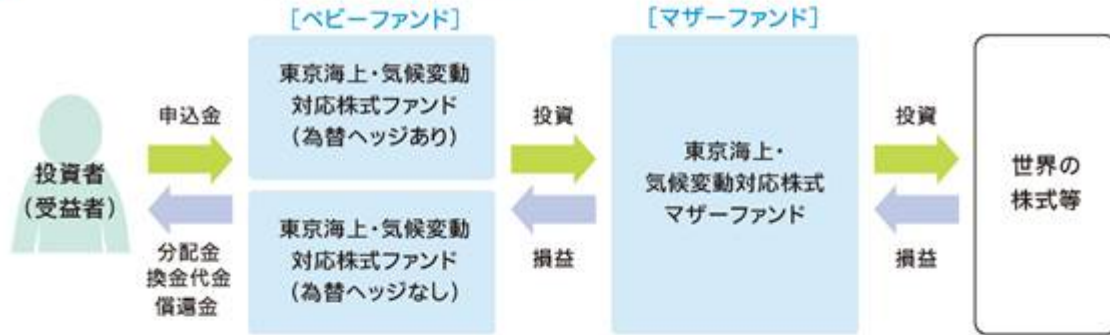 [ベビーファンド]
[マザーファンド]
投資者
(受益者)
申込金
分配金
換金代金
償還金
東京海上・気候変動
対応株式ファンド
(為替ヘッジあり)
東京海上・気候変動
対応株式ファンド
(為替ヘッジなし)
投資
損益
東京海上・
気候変動対応株式
マザーファンド
投資
損益
世界の
株式等